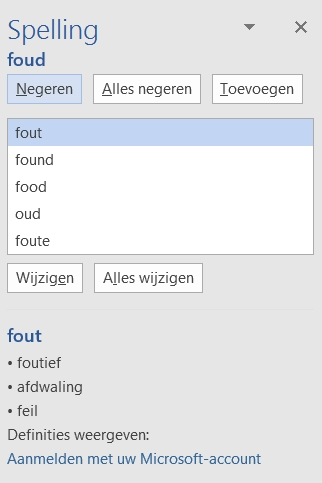 Spelling
foud
Negeren Alles negeren Toevoegen
fout
found
food
oud
foute
Wijzigen Alles wijzigen
fout
• foutief
• afdwaling
• feil
Definities weergeven:
Aanmelden met uw Microsoft-account